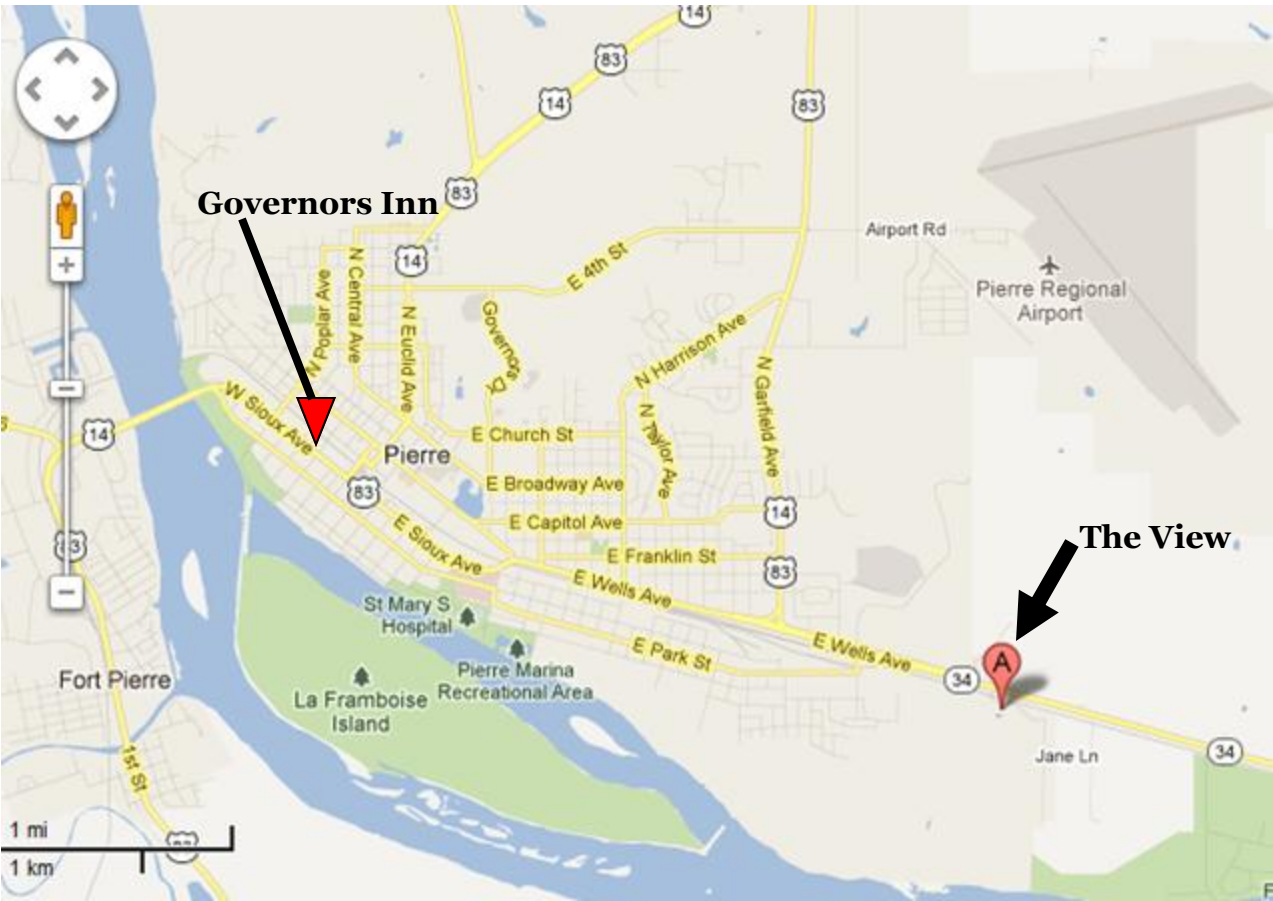 14
83
14
83
83
Governors Inn
14
Airport Rd
E 4th St
Pierre Regional
Airport
N Poplar Ave
N Central Ave
N Euclid Ave
Governors Dr
N Harrison Ave
N Taylor Ave
N Garfield Ave
W Sioux Ave
14
E Church St
Pierre
83
E Broadway Ave
E Capitol Ave
14
E Sioux Ave
E Franklin St
The View
83
E Wells Ave
83
St Mary S
Hospital
E Park St
E Wells Ave
A
34
Fort Pierre
Pierre Marina
Recreational Area
La Framboise
Island
1st St
Jane Ln
34
1 mi
83
1 km
F